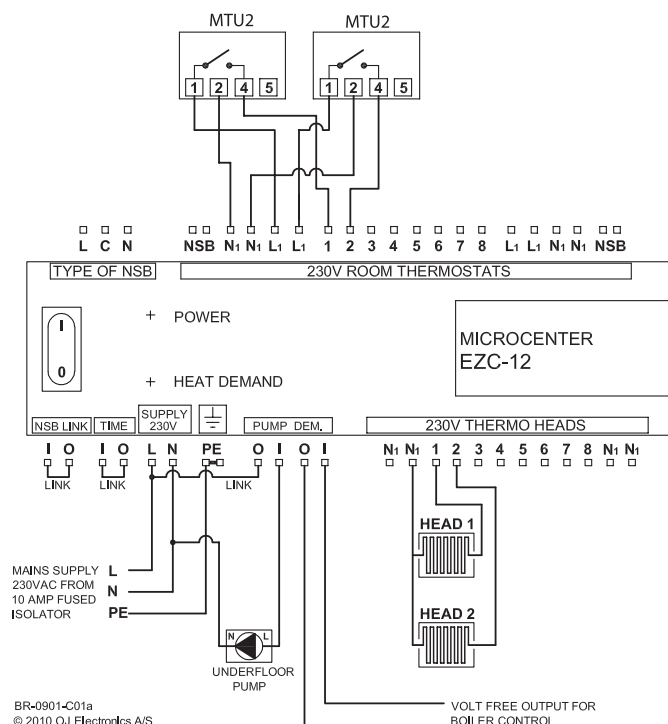 MTU2 MTU2
1 2 4 5 1 2 4 5
L C N NSB N1 N1 L1 L1 1 2 3 4 5 6 7 8 L1 L1 N1 N1 NSB
TYPE OF NSB 230V ROOM THERMOSTATS
I
0
+ POWER
+ HEAT DEMAND
MICROCENTER
EZC-12
NSB LINK TIME SUPPLY
230V
PUMP DEM. 230V THERMO HEADS
I O I O L N PE O I O I N1 N1 1 2 3 4 5 6 7 8 N1 N1
LINK LINK LINK
HEAD 1
MAINS SUPPLY L
230VAC FROM N
10 AMP FUSED
ISOLATOR PE
N L
UNDERFLOOR
PUMP
HEAD 2
BR-0901-C01a
© 2010 OJ Electronics A/S
VOLT FREE OUTPUT FOR
BOILER CONTROL